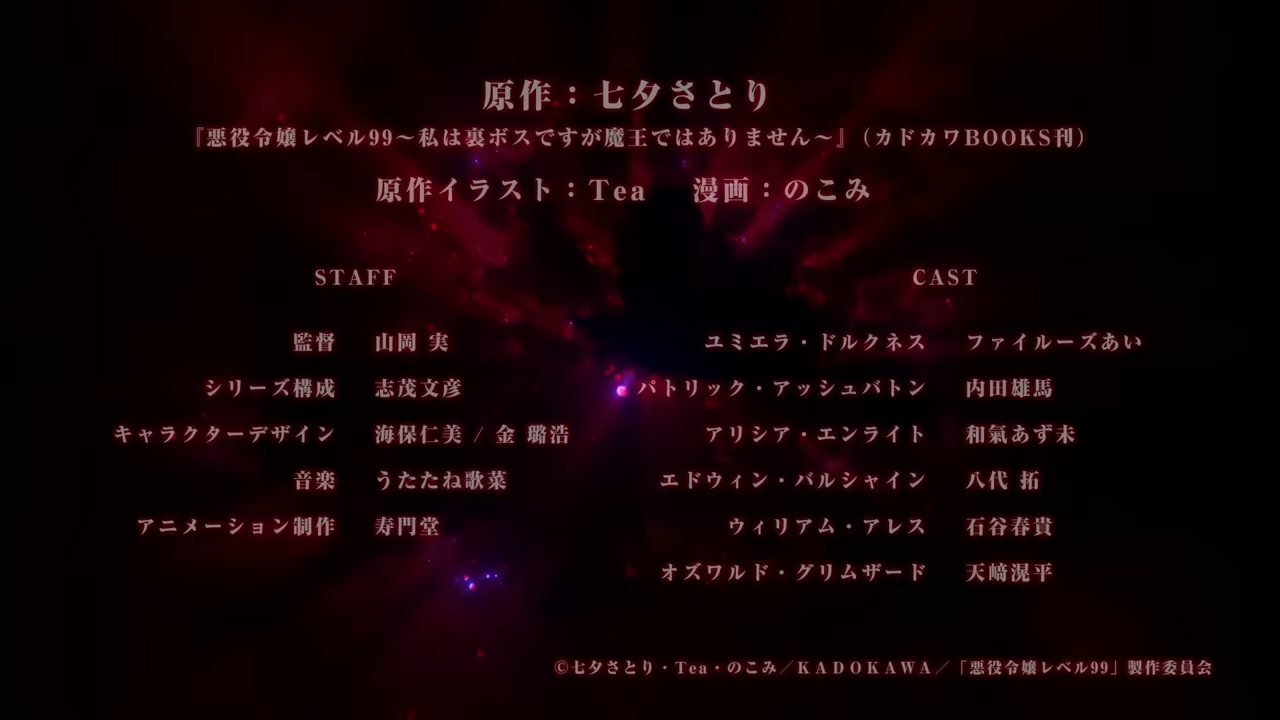 原作：七夕さとり
『悪役令嬢レベル99～私は裏ボスですが魔王ではありません～』（カドカワBOOKS刊）
原作イラスト：Tea　漫画：のこみ
STAFF
監督　山岡 実
シリーズ構成　志茂文彦
キャラクターデザイン　海保仁美 / 金 璐浩
音楽　うたたね歌菜
アニメーション制作　寿門堂
CAST
ユミエラ・ドルクネス　ファイルーズあい
パトリック・アッシュバトン　内田雄馬
アリシア・エンライト　和氣あず未
エドウィン・バルシャイン　八代 拓
ウィリアム・アレス　石谷春貴
オズワルド・グリムザード　天﨑滉平
©七夕さとり・Tea・のこみ／KADOKAWA／「悪役令嬢レベル99」製作委員会